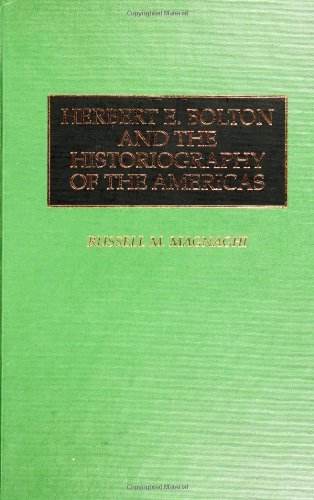 HERBERT E. BOLTON
AND THE
HISTORIOGRAPHY
OF THE AMERICAS
RUSSELL M. MAGNAGHI